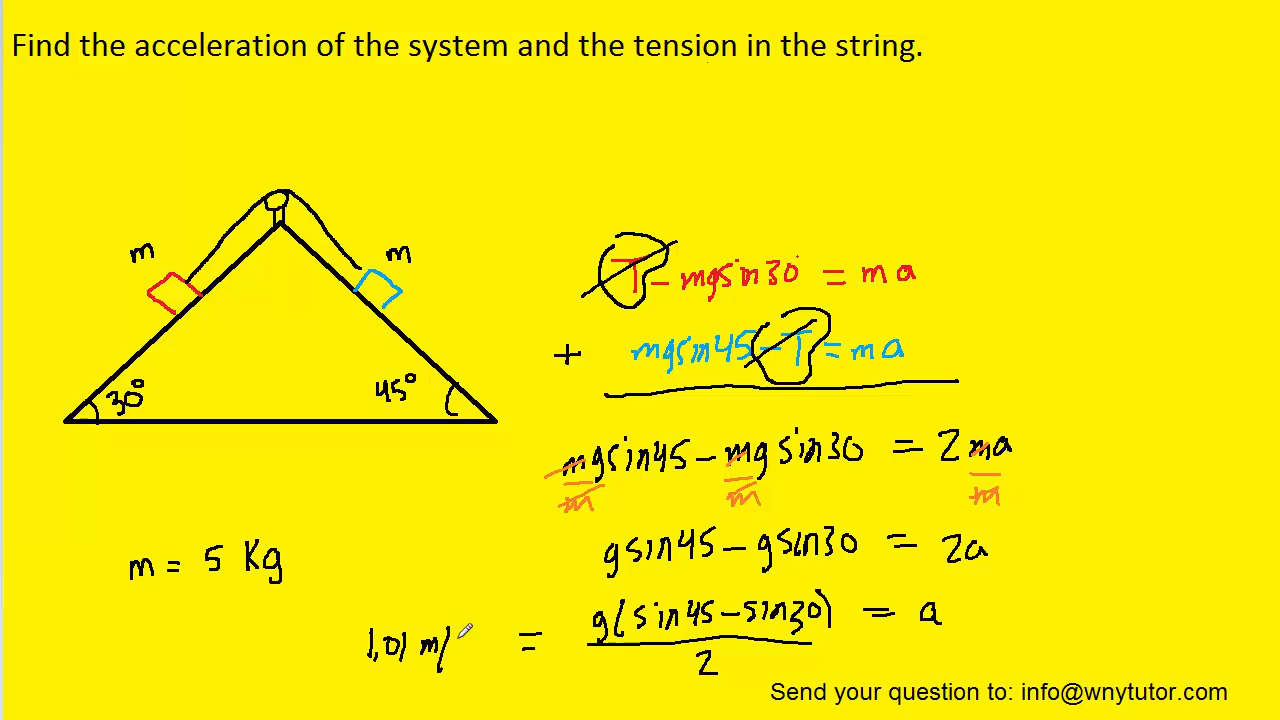 Find the acceleration of the system and the tension in the string.
m
m
30°
45°
T - mgsin30 = ma
+ mgsin45 - T = ma
mgsin45 - mgsin30 = 2ma
m m m
gsin45 - gsin30 = 2a
m = 5 Kg
1.01 m/ = g(sin45 - sin30) = a
2
Send your question to: info@wnytutor.com